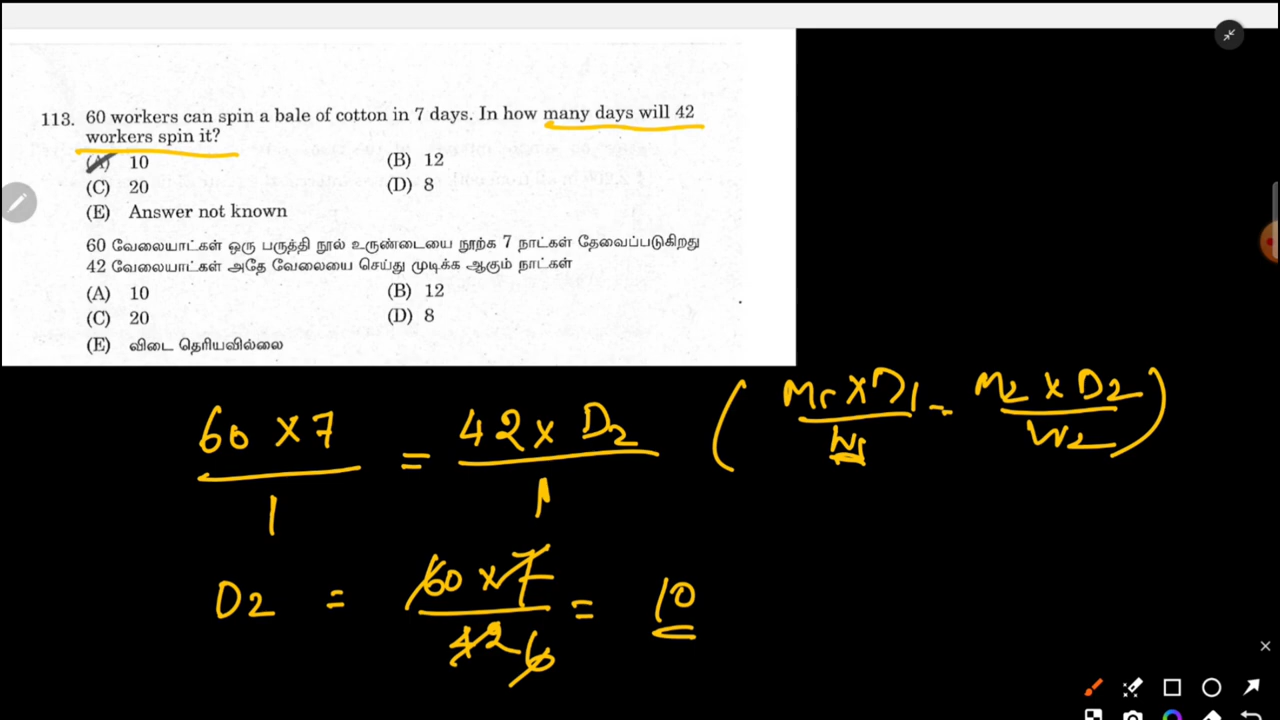 113. 60 workers can spin a bale of cotton in 7 days. In how many days will 42
workers spin it?
(A) 10 (B) 12
(C) 20 (D) 8
(E) Answer not known
60 வேலையாட்கள் ஒரு பருத்தி நூல் உருண்டையை நூற்க 7 நாட்கள் தேவைப்படுகிறது
42 வேலையாட்கள் அதே வேலையை செய்து முடிக்க ஆகும் நாட்கள்
(A) 10 (B) 12
(C) 20 (D) 8
(E) விடை தெரியவில்லை
60 × 7 / 1 = 42 × D2 / 1 ( M1 × D1 / W1 = M2 × D2 / W2 )
D2 = 60 × 7 / 42 6 = 10